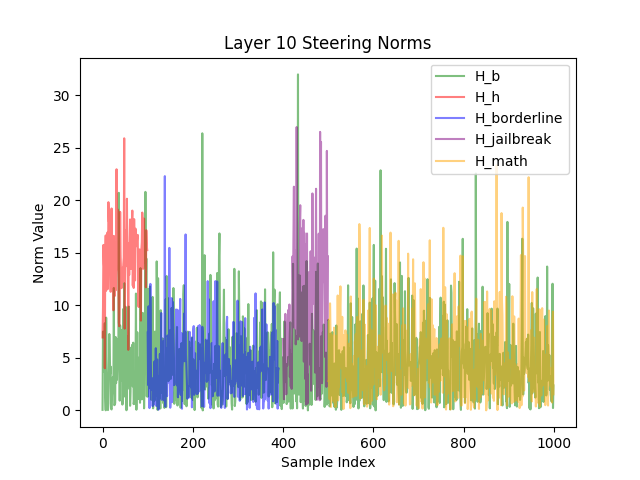 Layer 10 Steering Norms
H_b
H_h
H_borderline
H_jailbreak
H_math
Norm Value
30
25
20
15
10
5
0
0 200 400 600 800 1000
Sample Index